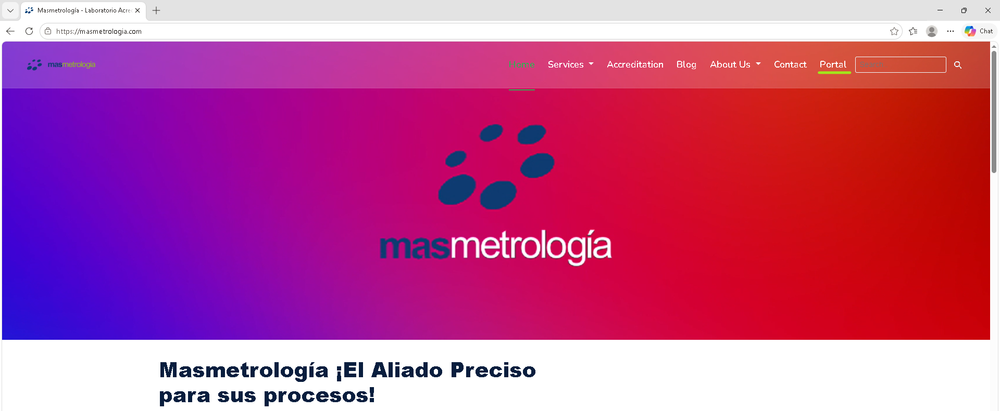 Masmetrología - Laboratorio Acre
https://masmetrologia.com
Chat
masmetrología
Home Services Accreditation Blog About Us Contact Portal Search...
masmetrología
Masmetrología ¡El Aliado Preciso
para sus procesos!